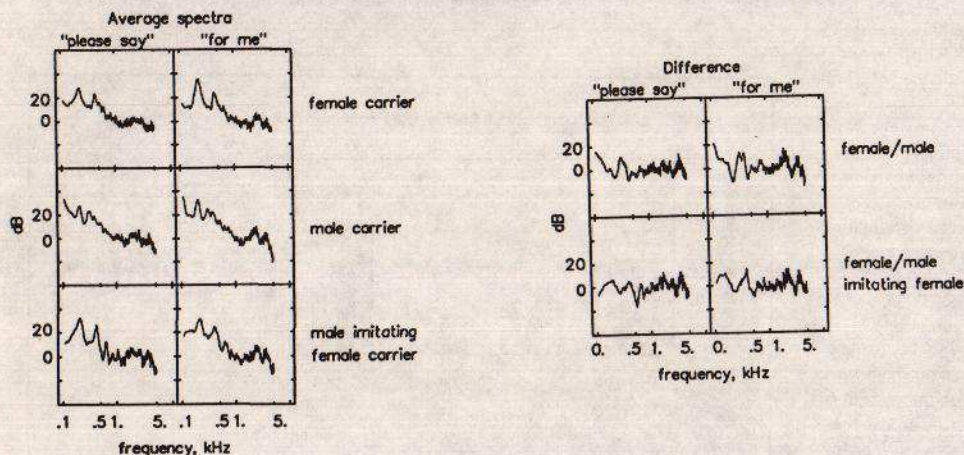 Average spectra
"please say" "for me"
20
0
female carrier
20
0
dB
male carrier
20
0
male imitating
female carrier
.1 .5 1. 5. .1 .5 1. 5.
frequency, kHz
Difference
"please say" "for me"
20
0
female/male
dB
20
0
female/male
imitating female
0. .5 1. 5. 0. .5 1. 5.
frequency, kHz